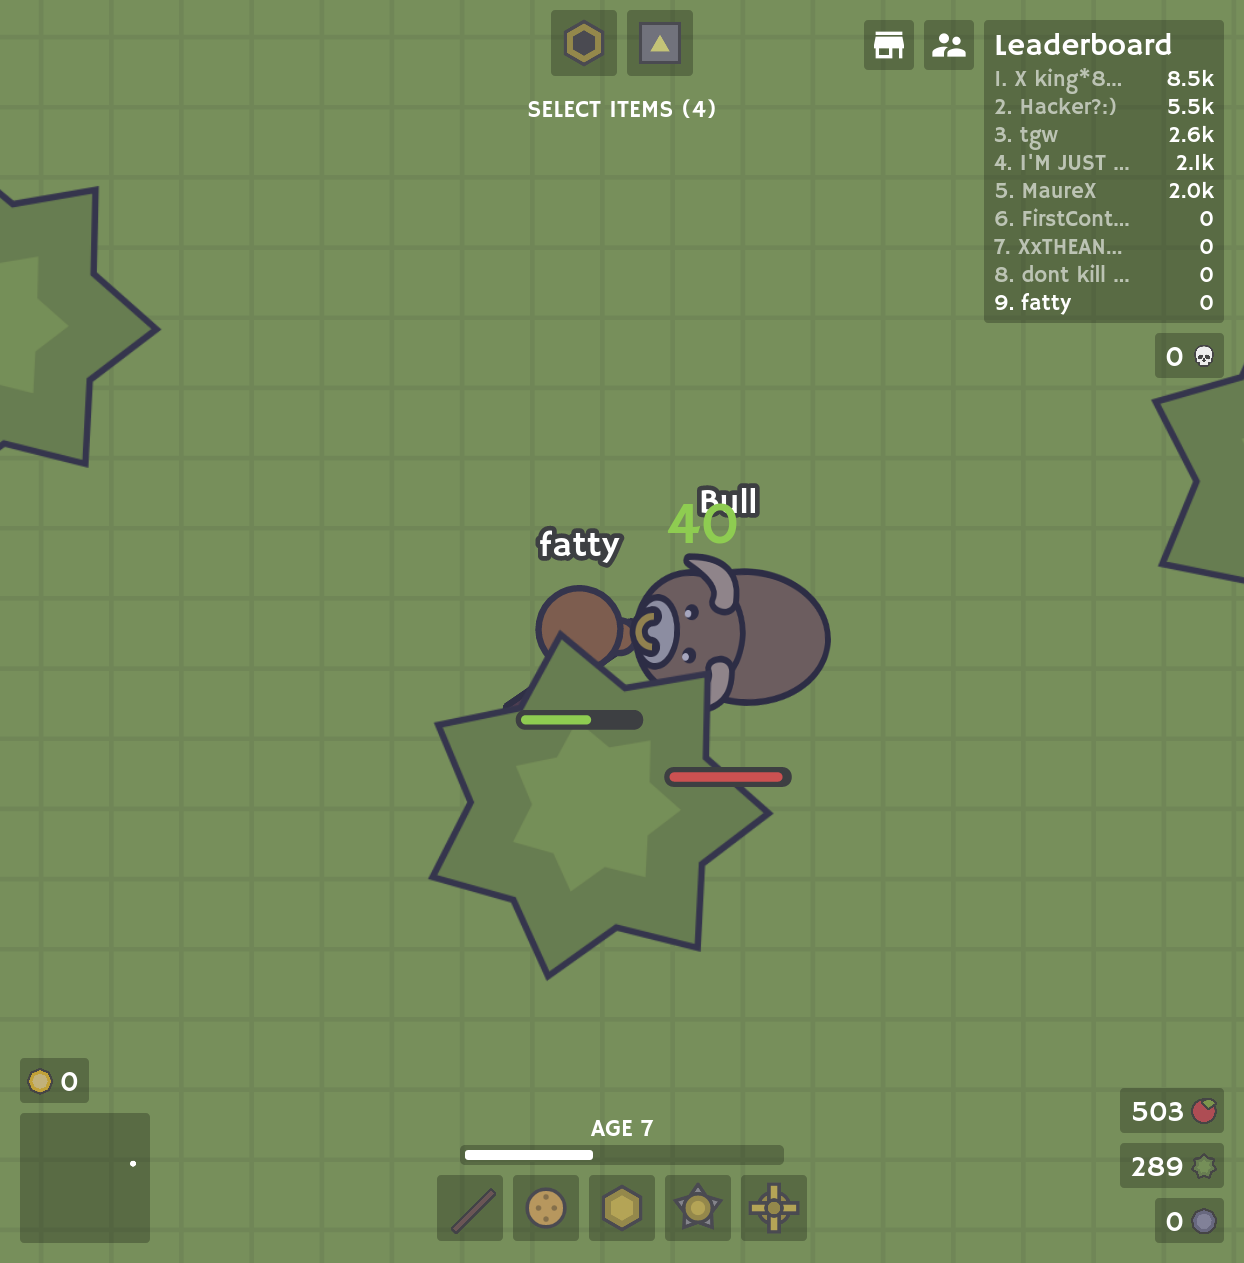 SELECT ITEMS (4)
Leaderboard
1. X king*8... 8.5k
2. Hacker?:) 5.5k
3. tgw 2.6k
4. I'M JUST ... 2.1k
5. MaureX 2.0k
6. FirstCont... 0
7. XxTHEAN... 0
8. dont kill ... 0
9. fatty 0
0
Bull
40
fatty
0
AGE 7
503
289
0